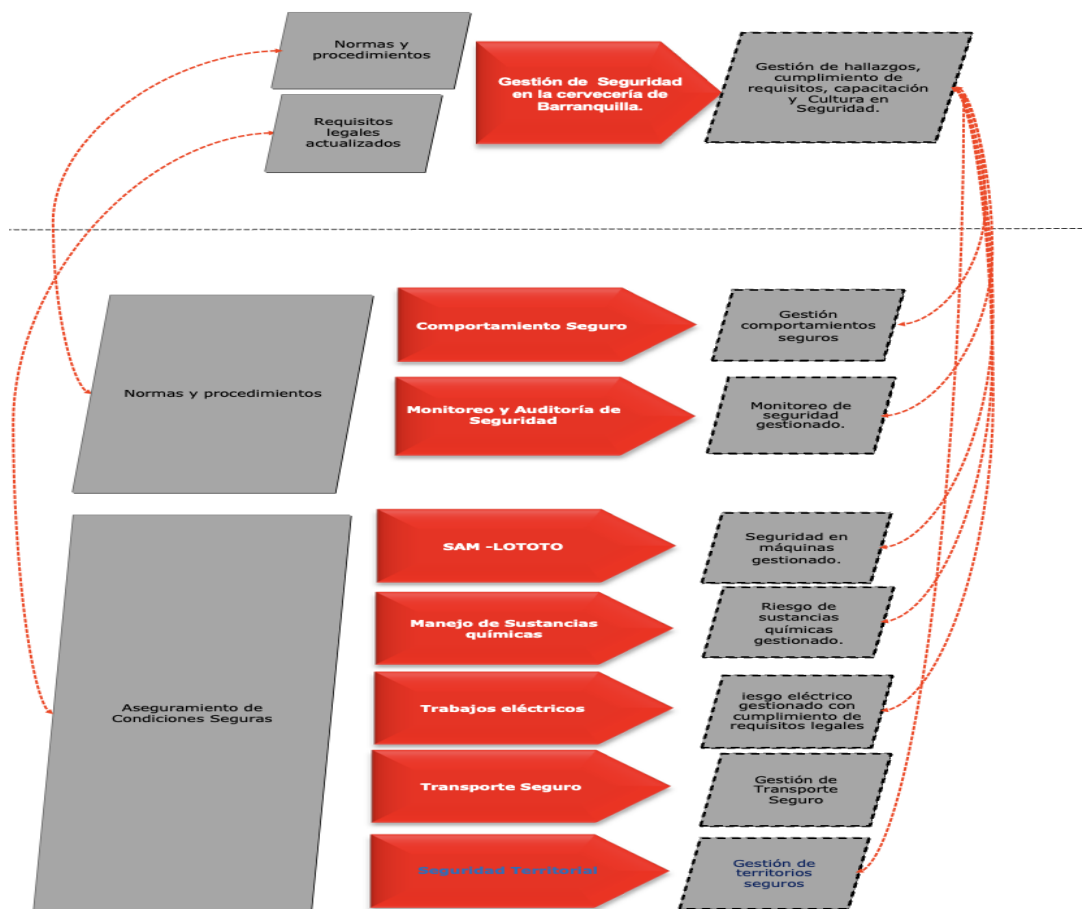 Normas y
procedimientos
Requisitos
legales
actualizados
Gestión de Seguridad
en la cervecería de
Barranquilla.
Gestión de hallazgos,
cumplimiento de
requisitos, capacitación
y Cultura en
Seguridad.
Normas y procedimientos
Comportamiento Seguro
Gestión
comportamientos
seguros
Monitoreo y Auditoría de
Seguridad
Monitoreo de
seguridad
gestionado.
Aseguramiento de
Condiciones Seguras
SAM -LOTOTO
Seguridad en
máquinas
gestionado.
Manejo de Sustancias
químicas
Riesgo de
sustancias
químicas
gestionado.
Trabajos eléctricos
iesgo eléctrico
gestionado con
cumplimiento de
requisitos legales
Transporte Seguro
Gestión de
Transporte
Seguro
Seguridad Territorial
Gestión de
territorios
seguros